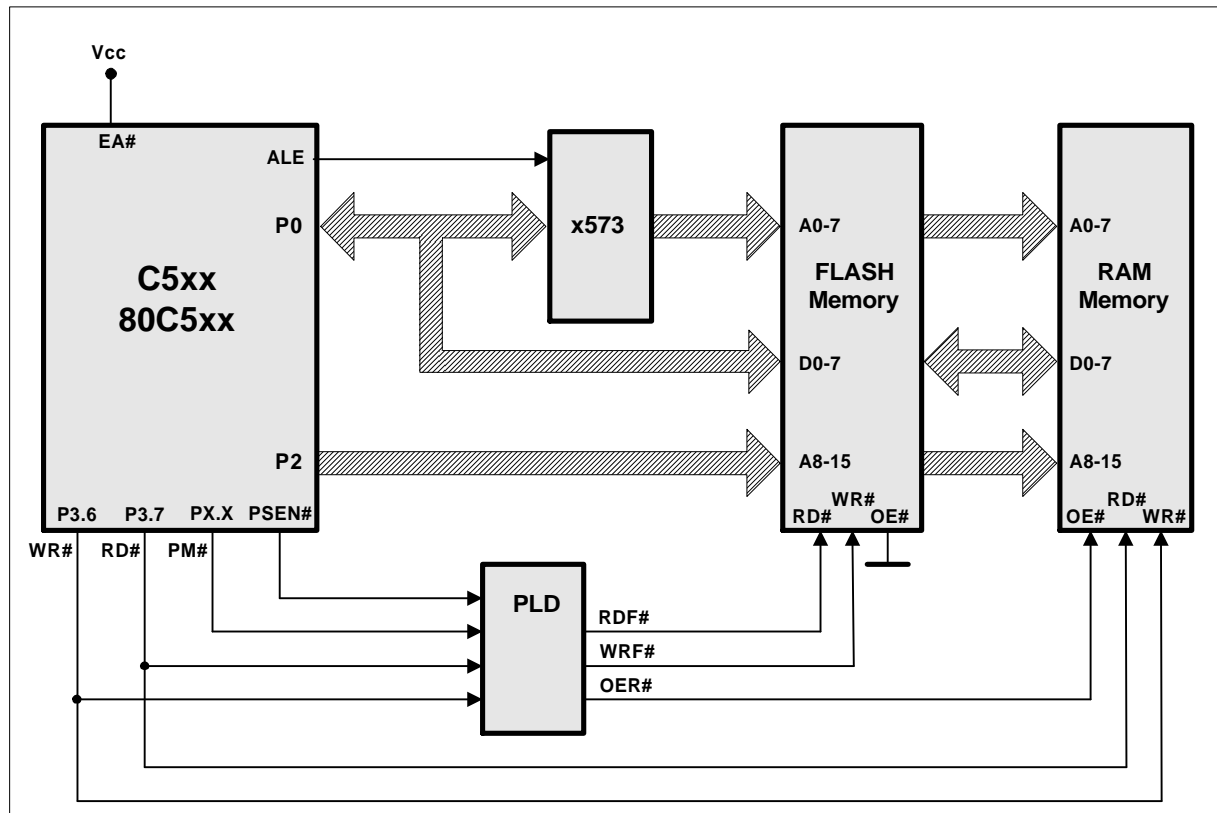 Vcc
EA#
ALE
P0
C5xx
80C5xx
P2
P3.6 P3.7 PX.X PSEN#
WR# RD# PM#
x573
A0-7
FLASH
Memory
D0-7
A8-15
WR#
RD# OE#
A0-7
RAM
Memory
D0-7
A8-15
RD#
OE# WR#
PLD
RDF#
WRF#
OER#